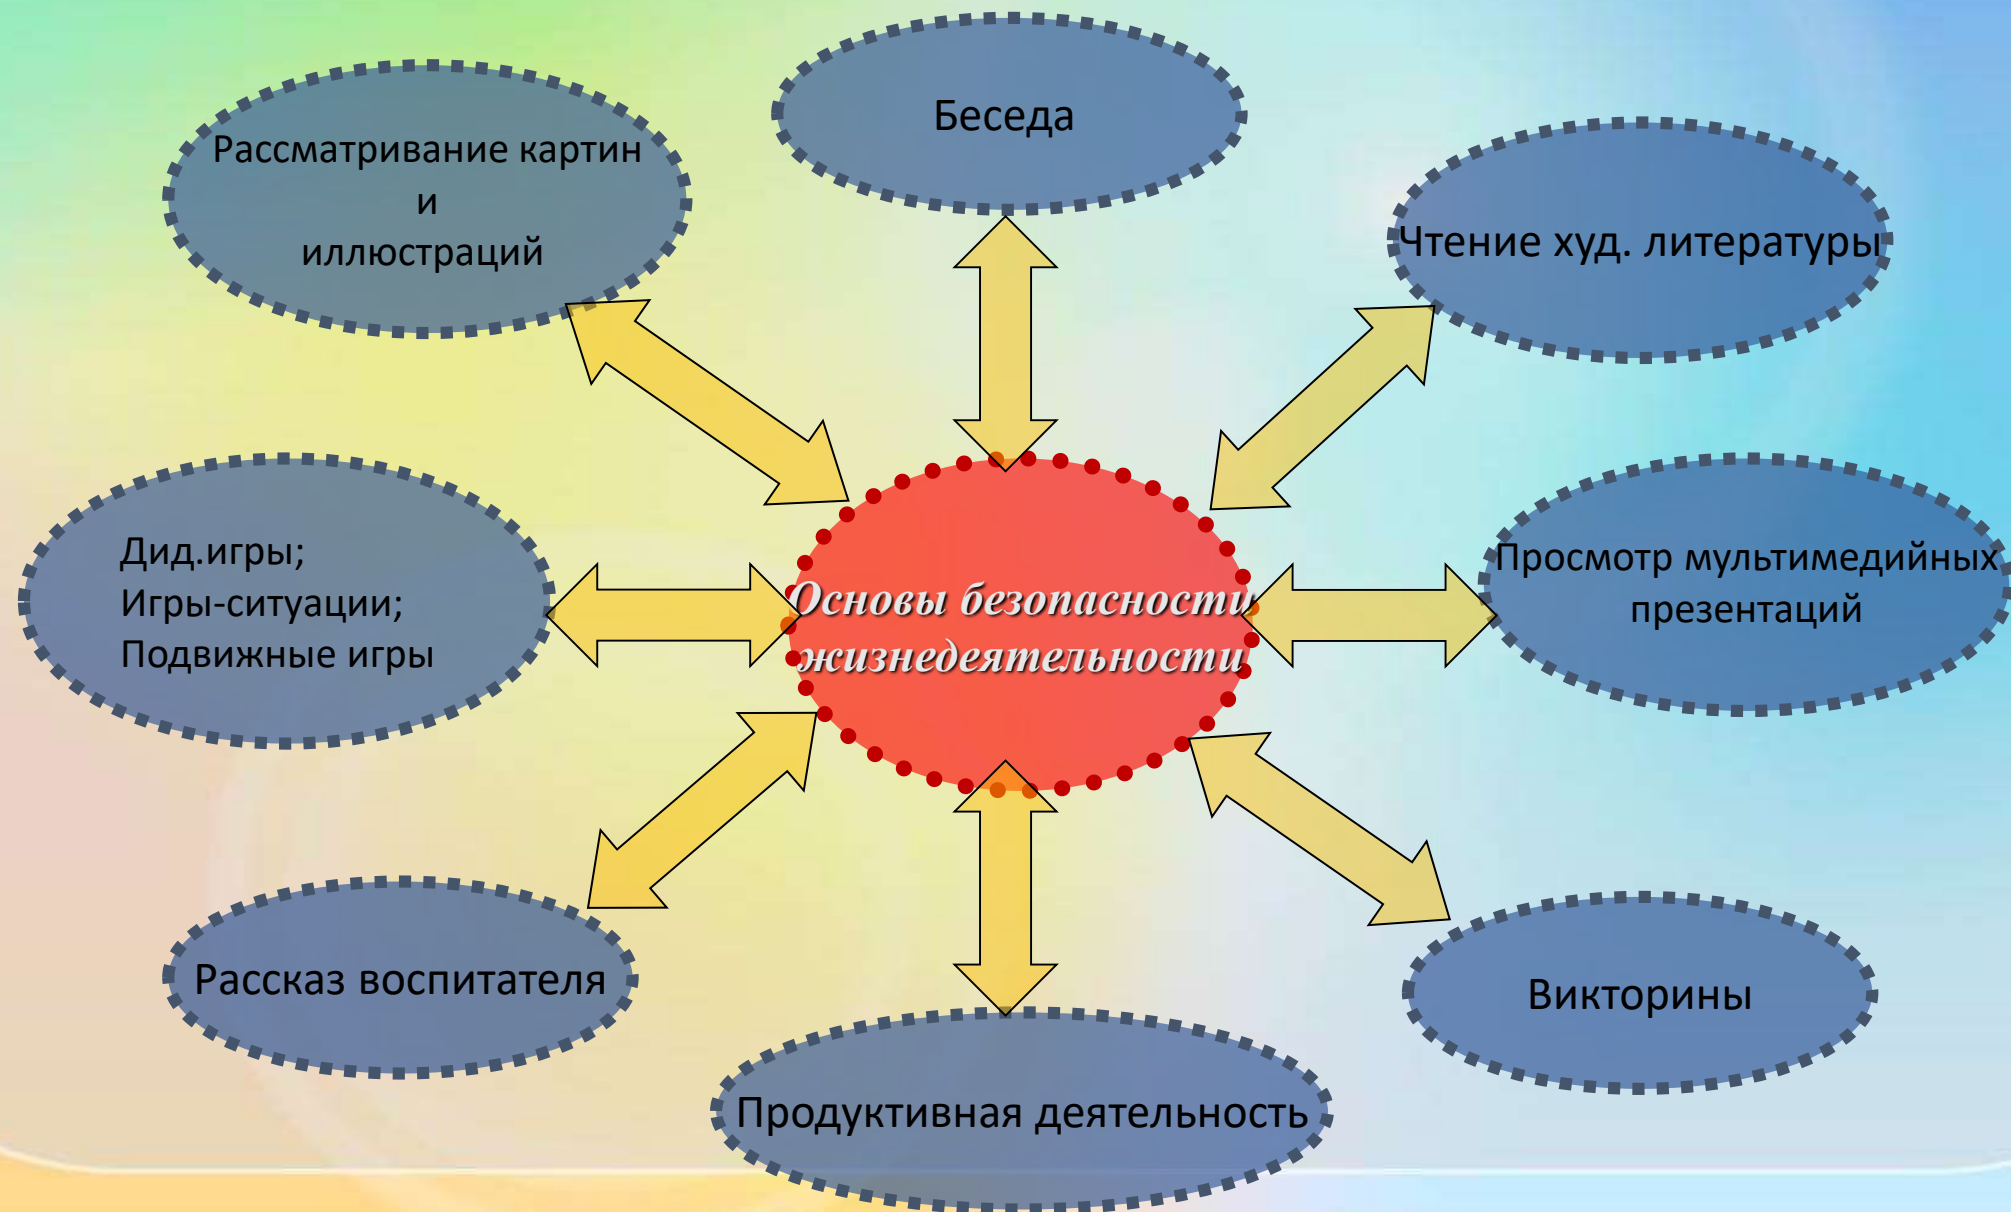 Беседа
Рассматривание картин
и
иллюстраций
Чтение худ. литературы
Дид.игры;
Игры-ситуации;
Подвижные игры
Основы безопасности
жизнедеятельности
Просмотр мультимедийных
презентаций
Рассказ воспитателя
Викторины
Продуктивная деятельность